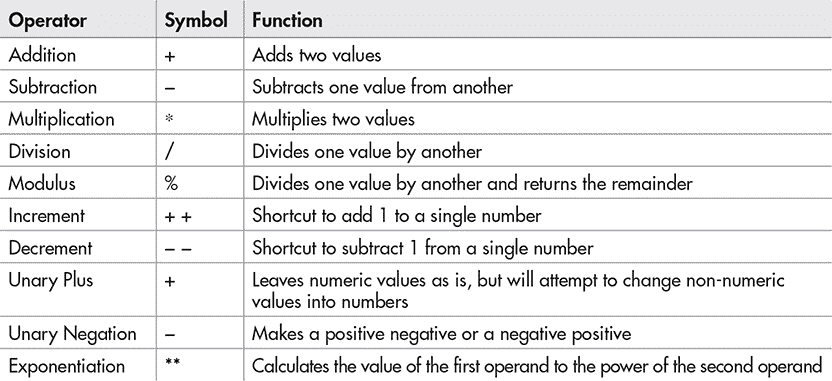 Operator Symbol Function
Addition + Adds two values
Subtraction – Subtracts one value from another
Multiplication * Multiplies two values
Division / Divides one value by another
Modulus % Divides one value by another and returns the remainder
Increment + + Shortcut to add 1 to a single number
Decrement – – Shortcut to subtract 1 from a single number
Unary Plus + Leaves numeric values as is, but will attempt to change non-numeric
values into numbers
Unary Negation – Makes a positive negative or a negative positive
Exponentiation ** Calculates the value of the first operand to the power of the second operand